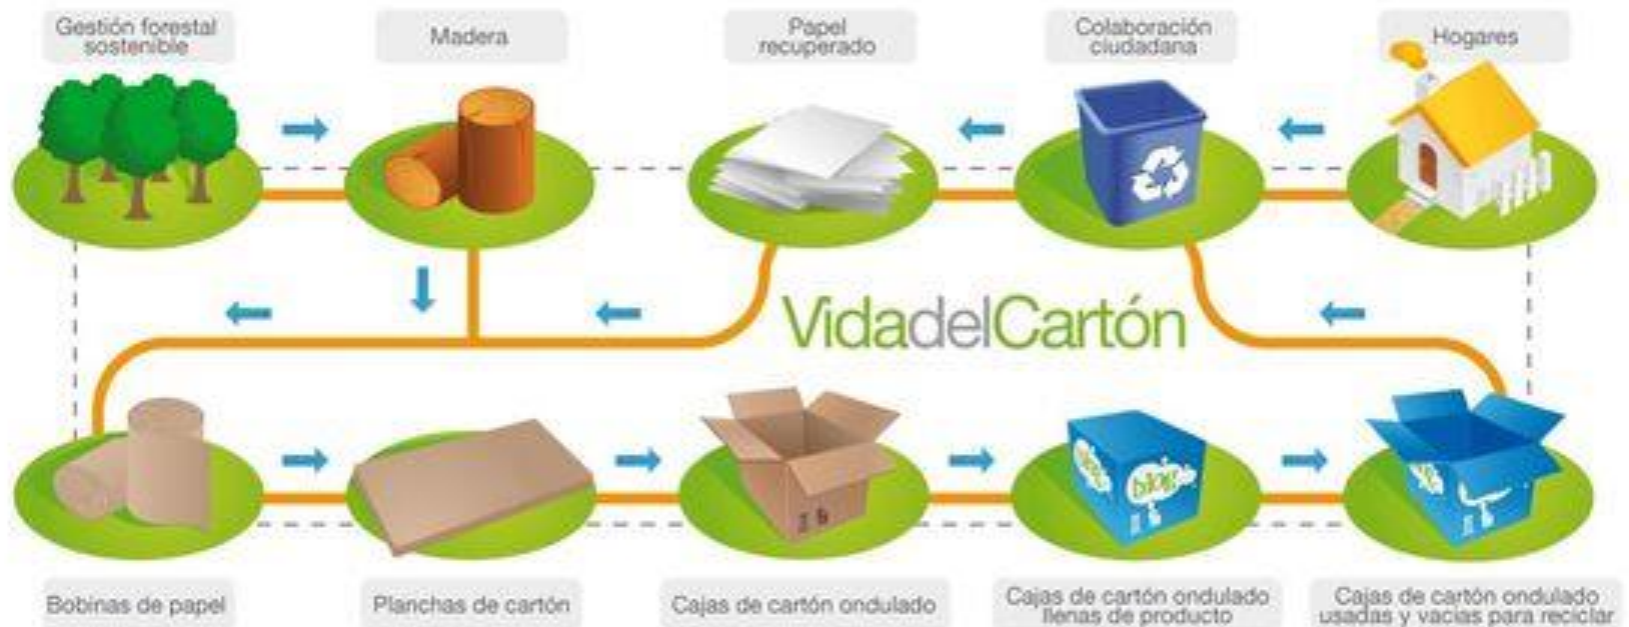 Gestión forestal
sostenible
Madera
Papel
recuperado
Colaboración
ciudadana
Hogares
VidadelCartón
blog
Bobinas de papel
Planchas de cartón
Cajas de cartón ondulado
Cajas de cartón ondulado
llenas de producto
Cajas de cartón ondulado
usadas y vacías para reciclar